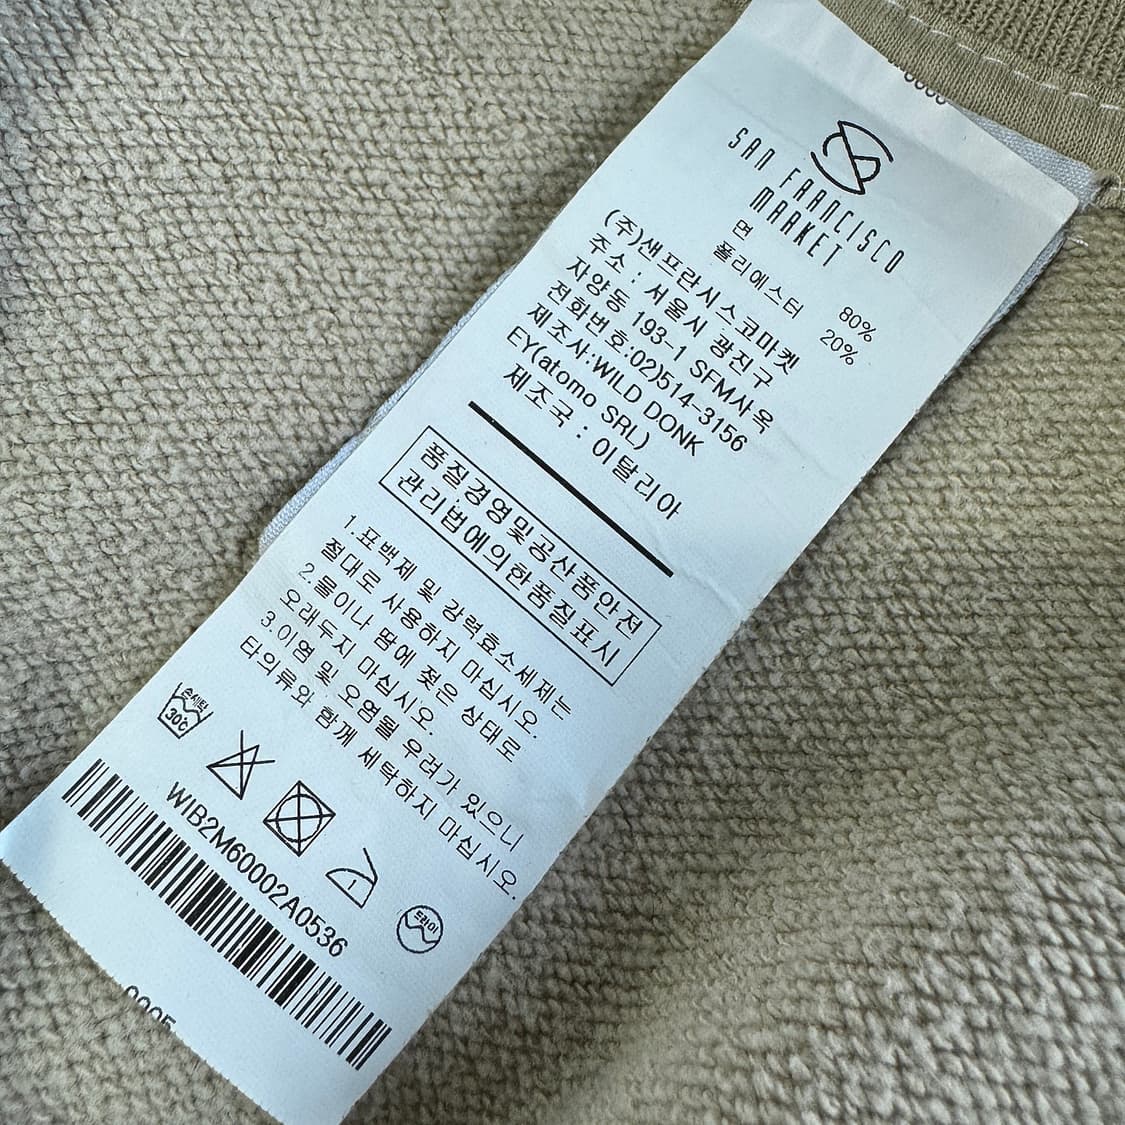 SAN FRANCISCO
MARKET
면 80%
폴리에스터 20%
(주)샌프란시스코마켓
주소 : 서울시 광진구
자양동 193-1 SFM사옥
전화번호:02)514-3156
제조사:WILD DONK
EY(atomo SRL)
제조국 : 이탈리아
품질경영및공산품안전
관리법에의한품질표시
1.표백제 및 강력효소세제는
절대로 사용하지 마십시오.
2.물이나 땀에 젖은 상태로
오래두지 마십시오.
3.이염 및 오염될 우려가 있으니
타의류와 함께 세탁하지 마십시오.
손세탁
30℃
드라이
WIB2M60002A0536